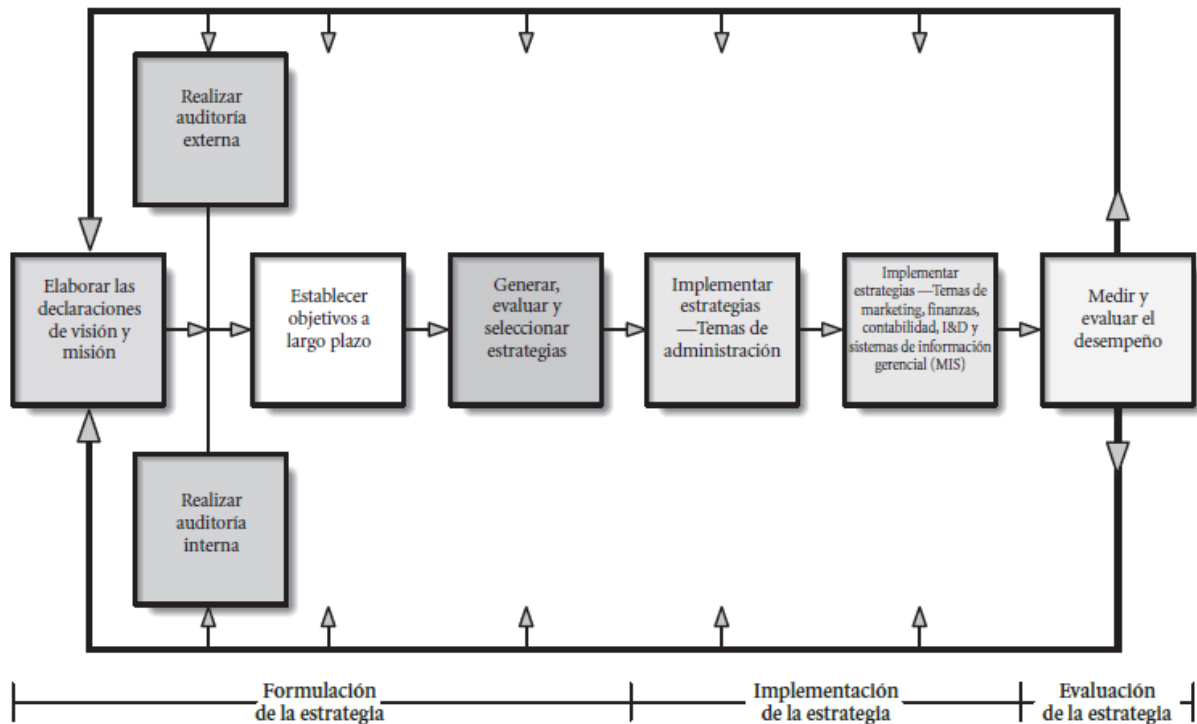 Realizar
auditoría
externa
Elaborar las
declaraciones
de visión y
misión
Establecer
objetivos a
largo plazo
Generar,
evaluar y
seleccionar
estrategias
Implementar
estrategias
—Temas de
administración
Implementar
estrategias —Temas de
marketing, finanzas,
contabilidad, I&D y
sistemas de información
gerencial (MIS)
Medir y
evaluar el
desempeño
Realizar
auditoría
interna
Formulación
de la estrategia
Implementación
de la estrategia
Evaluación
de la estrategia